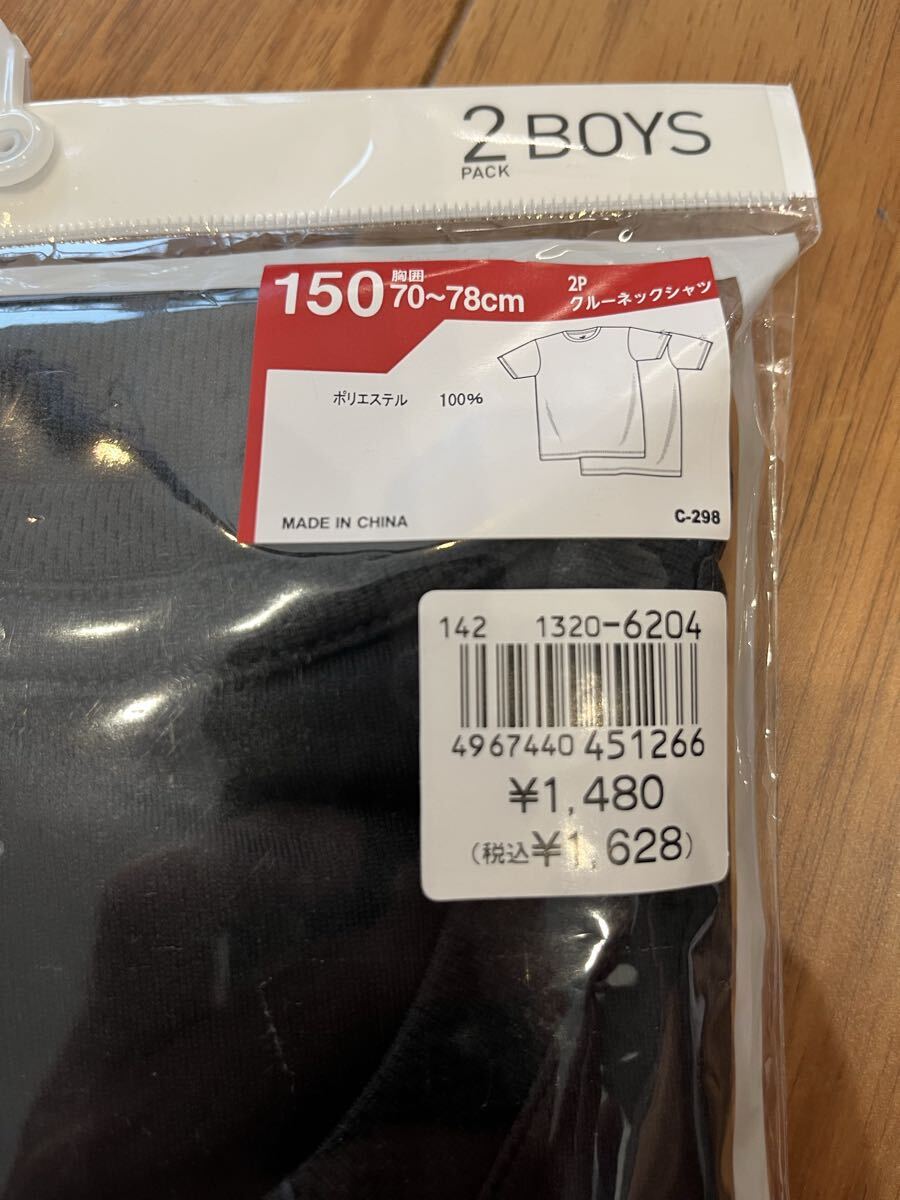 2 BOYS
PACK
150 胸囲 70~78cm
2P
クルーネックシャツ
ポリエステル 100%
MADE IN CHINA
C-298
142 1320-6204
4967440451266
¥1,480
(税込¥1,628)